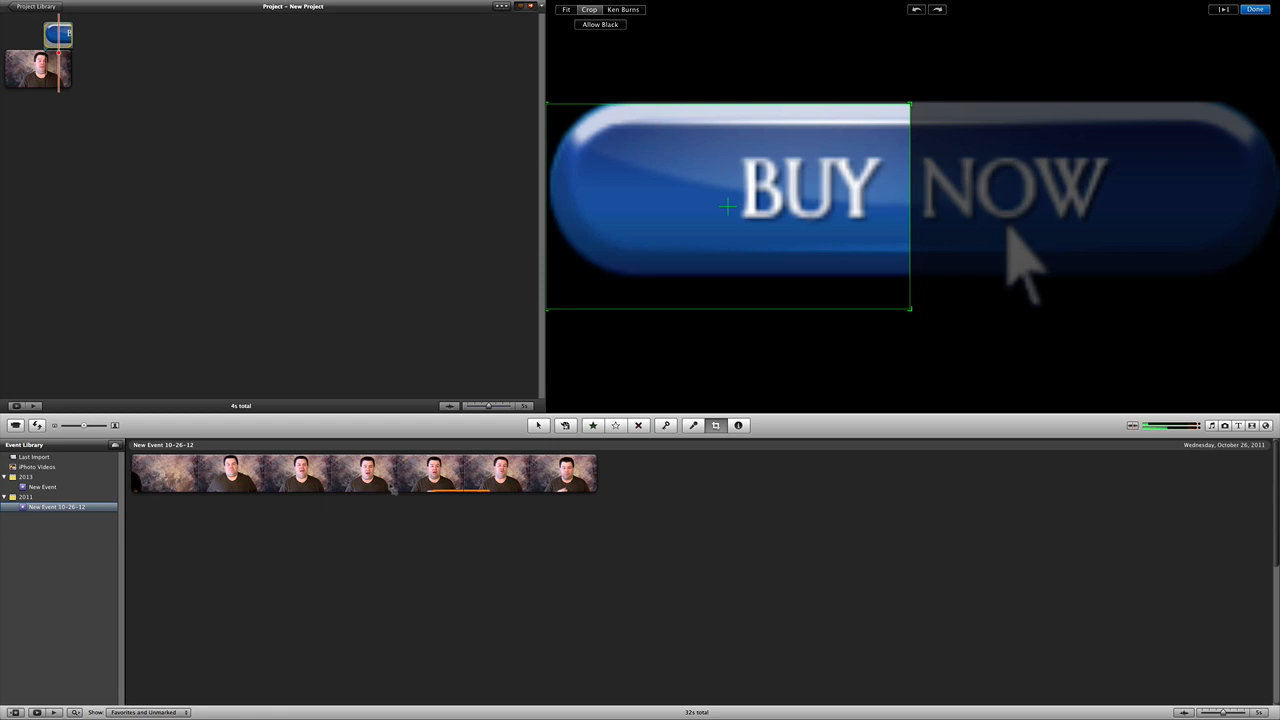 Project Library
Project - New Project
Fit
Crop
Ken Burns
Done
Allow Black
B
BUY NOW
4s total
5s
Event Library
New Event 10-26-12
Wednesday, October 26, 2011
Last Import
iPhoto Videos
2013
New Event
2011
New Event 10-26-12
Show:
Favorites and Unmarked
32s total
5s